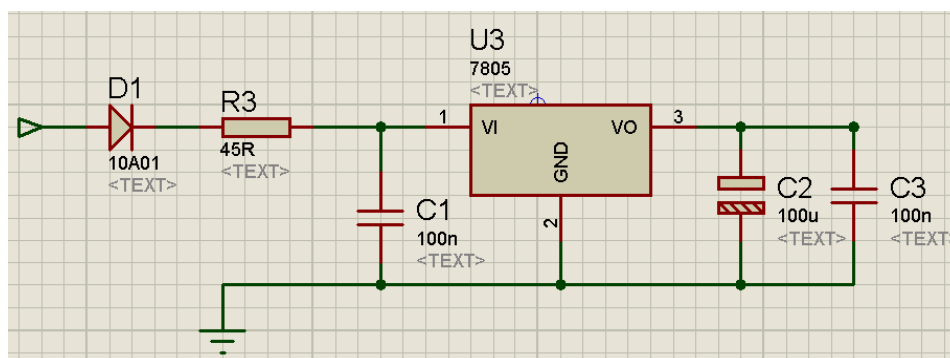 U3
7805
<TEXT>
D1
10A01
<TEXT>
R3
45R
<TEXT>
1
VI
GND
VO
3
2
C1
100n
<TEXT>
C2
100u
<TEXT>
C3
100n
<TEXT>